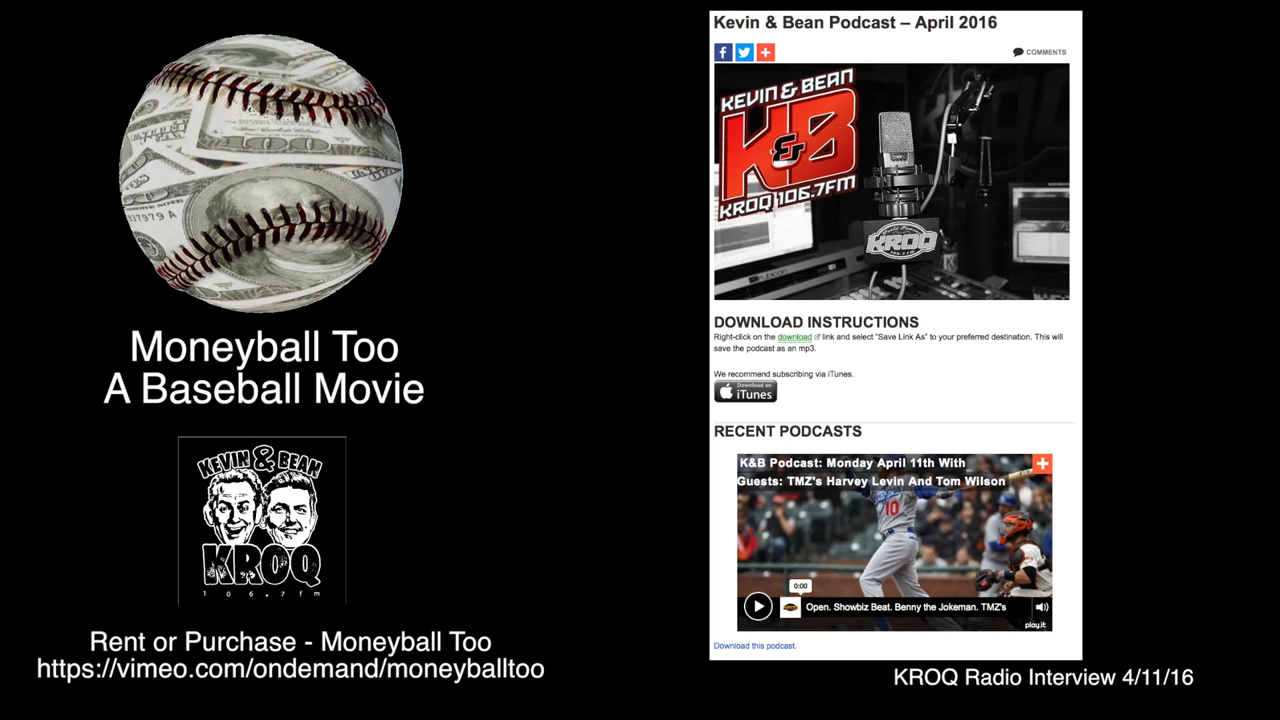 Moneyball Too
A Baseball Movie
KEVIN & BEAN
KROQ
106.7fm
Rent or Purchase - Moneyball Too
https://vimeo.com/ondemand/moneyballtoo
Kevin & Bean Podcast – April 2016
COMMENTS
KEVIN & BEAN
K&B
KROQ 106.7FM
KROQ
DOWNLOAD INSTRUCTIONS
Right-click on the download link and select "Save Link As" to your preferred destination. This will
save the podcast as an mp3.
We recommend subscribing via iTunes.
Download on
iTunes
RECENT PODCASTS
K&B Podcast: Monday April 11th With
Guests: TMZ's Harvey Levin And Tom Wilson
10
0:00
Open. Showbiz Beat. Benny the Jokeman. TMZ's
play.it
Download this podcast.
KROQ Radio Interview 4/11/16